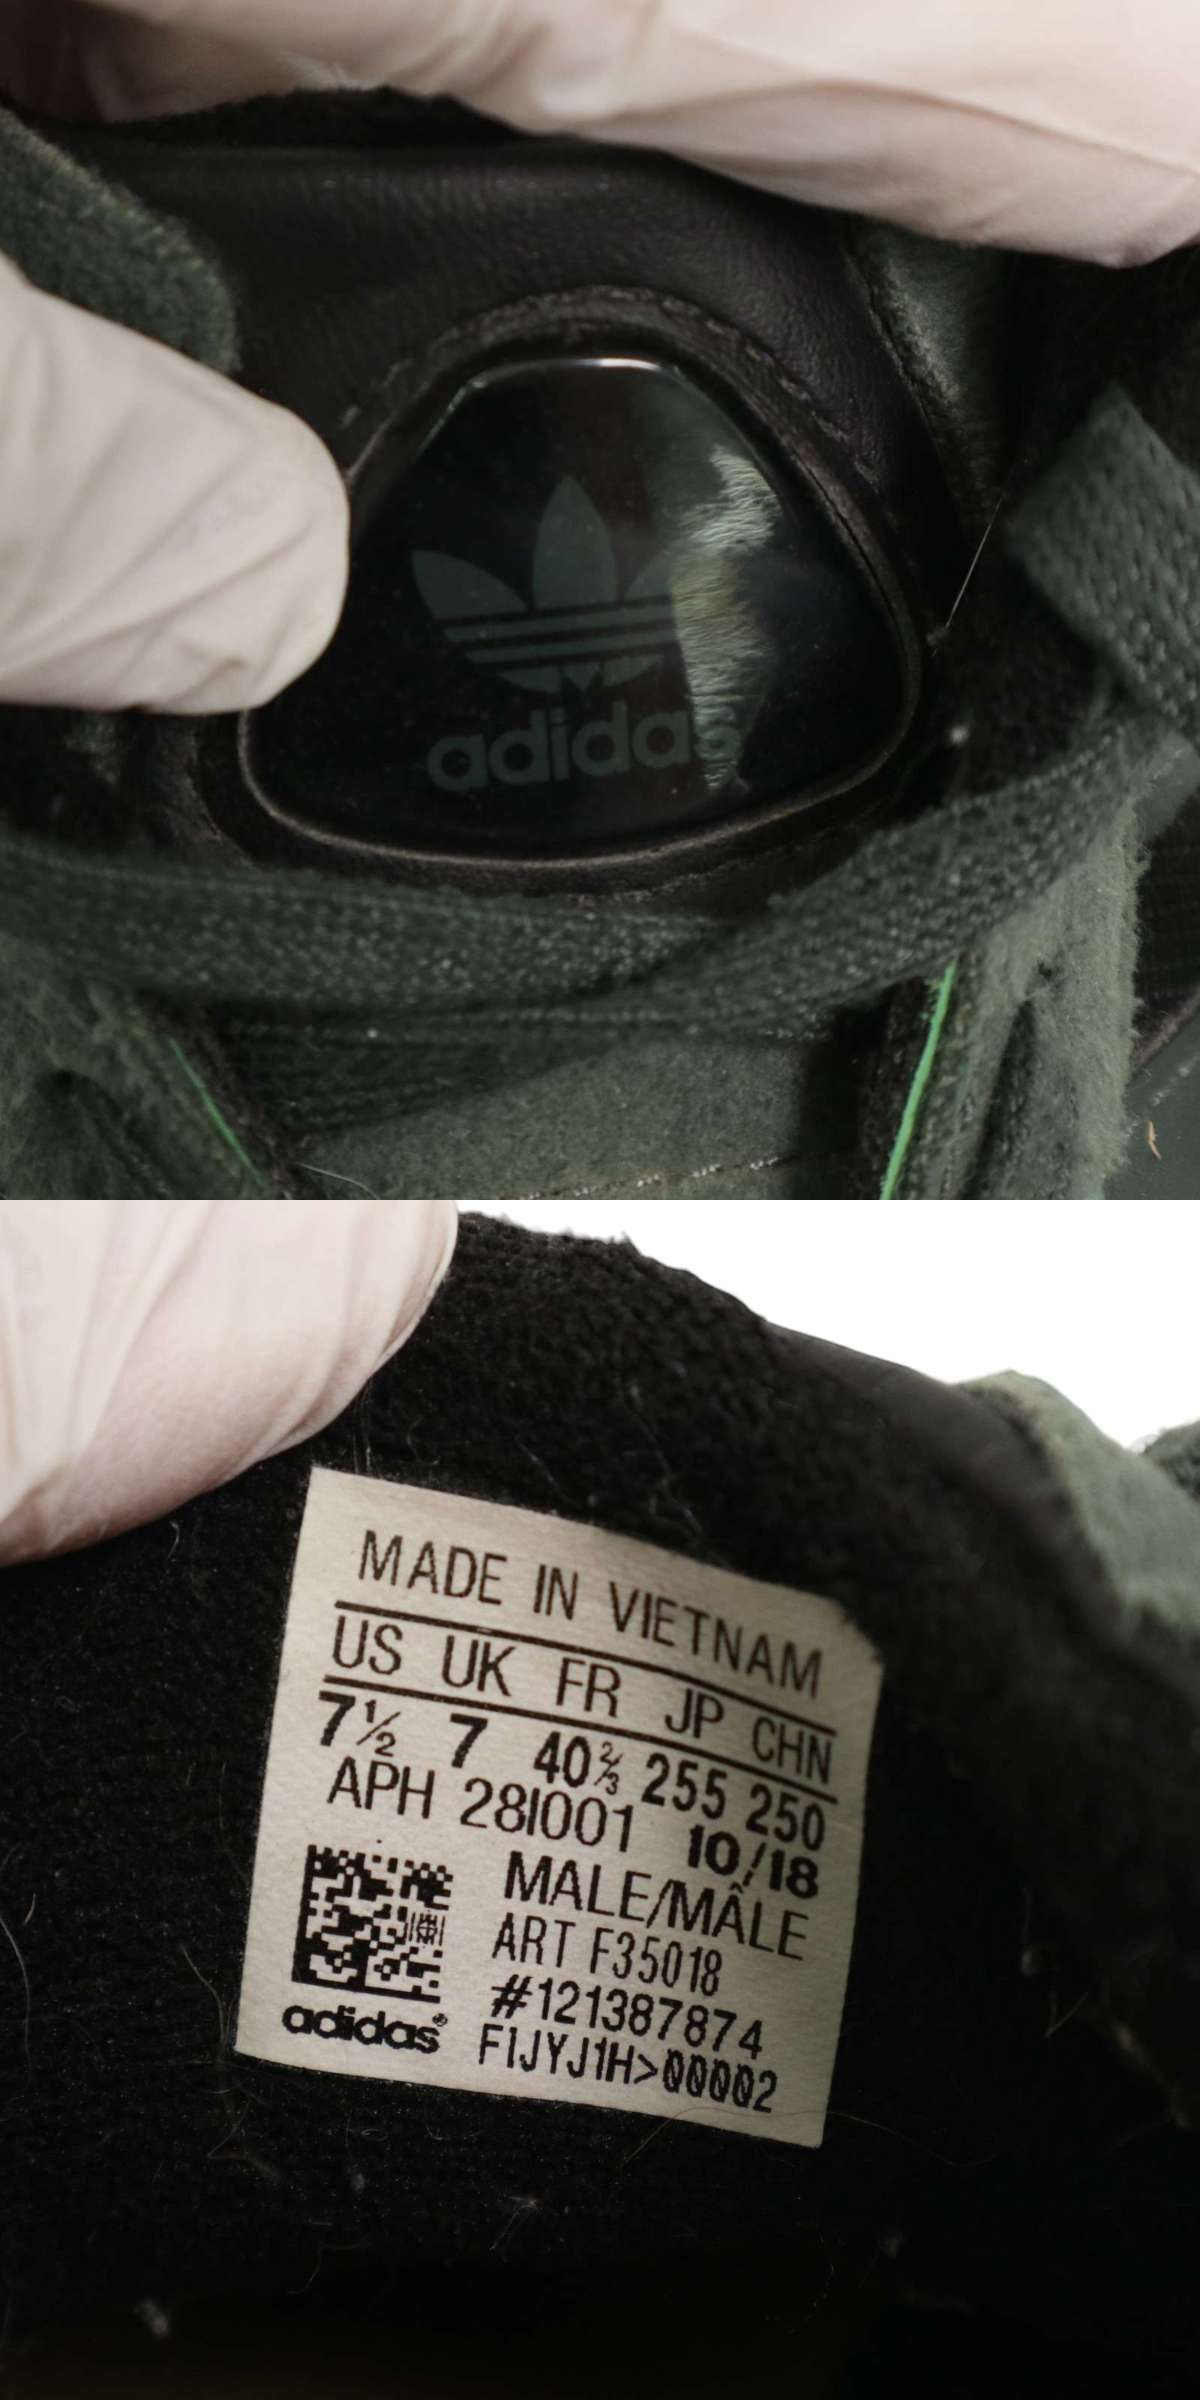 adidas
MADE IN VIETNAM
US UK FR JP CHN
7½ 7 40⅔ 255 250
APH 28I001 10/18
MALE/MÂLE
ART F35018
#121387874
F1JYJ1H>00002
adidas®